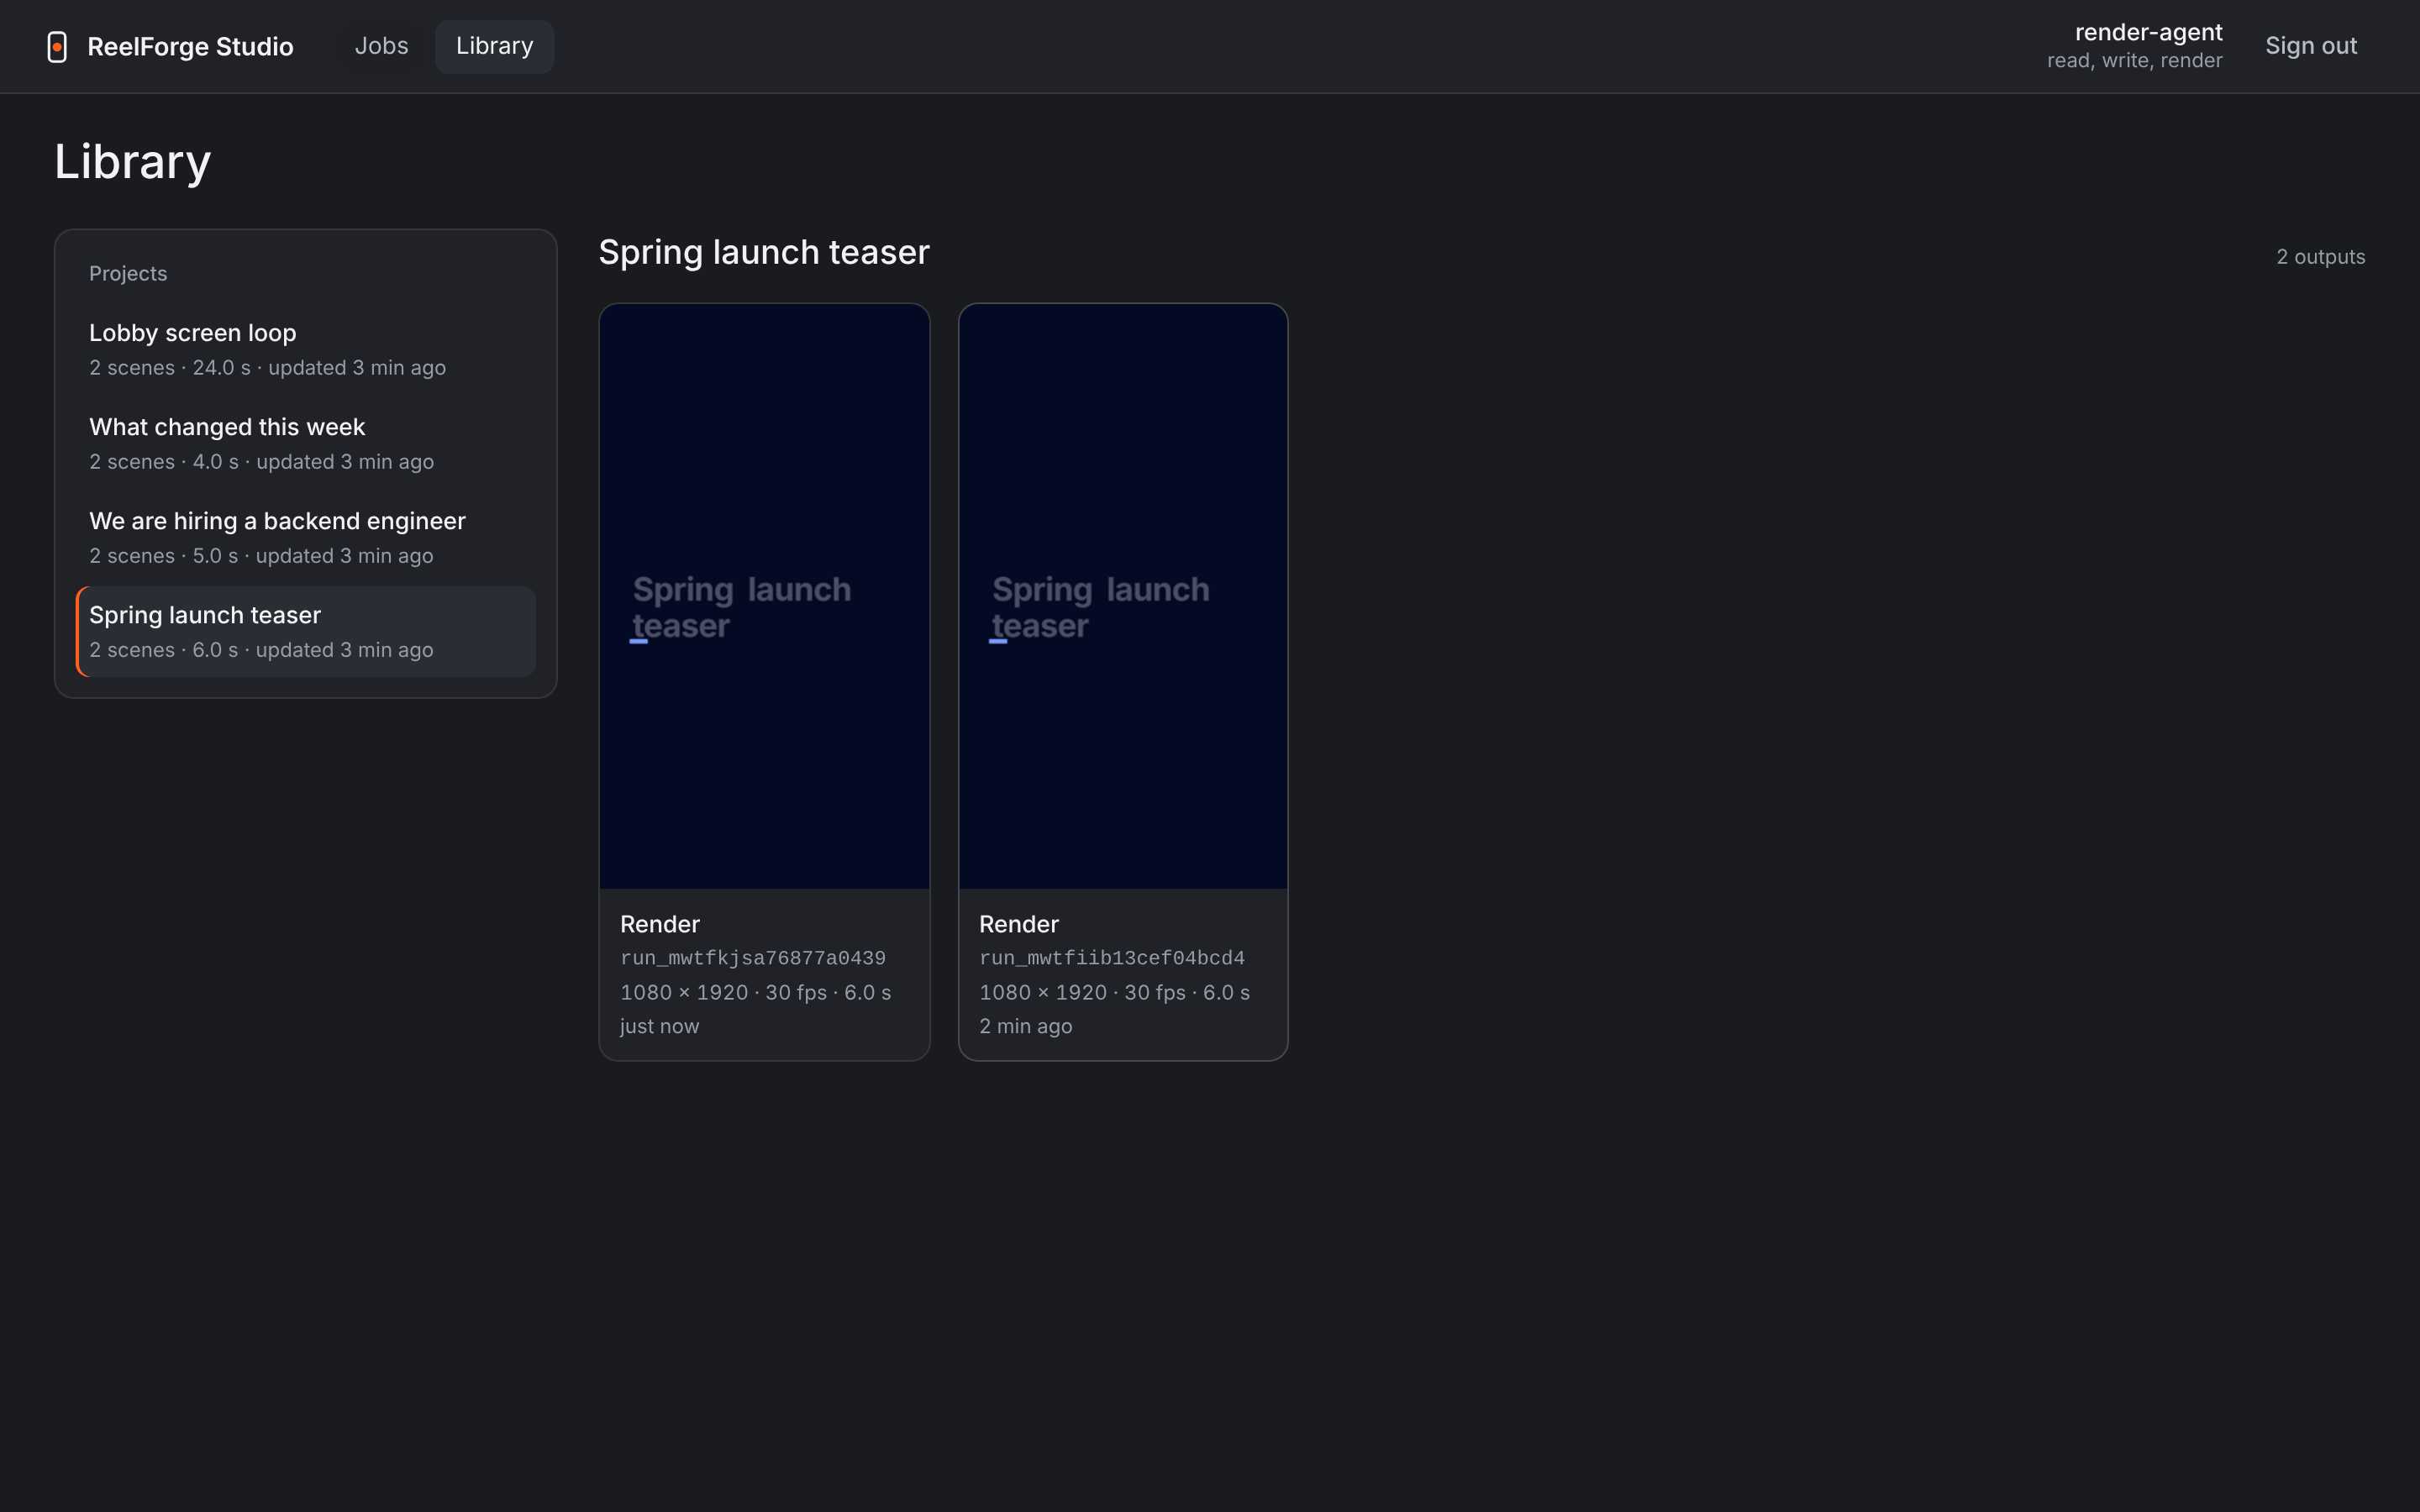 ReelForge Studio
Jobs
Library
render-agent
read, write, render
Sign out
Library
Projects
Lobby screen loop
2 scenes · 24.0 s · updated 3 min ago
What changed this week
2 scenes · 4.0 s · updated 3 min ago
We are hiring a backend engineer
2 scenes · 5.0 s · updated 3 min ago
Spring launch teaser
2 scenes · 6.0 s · updated 3 min ago
Spring launch teaser
2 outputs
Spring launch
teaser
Render
run_mwtfkjsa76877a0439
1080 × 1920 · 30 fps · 6.0 s
just now
Spring launch
teaser
Render
run_mwtfiib13cef04bcd4
1080 × 1920 · 30 fps · 6.0 s
2 min ago